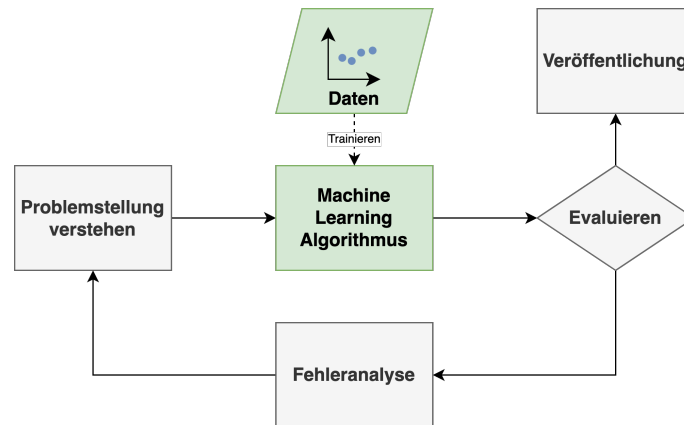 Daten
Trainieren
Veröffentlichung
Problemstellung
verstehen
Machine
Learning
Algorithmus
Evaluieren
Fehleranalyse